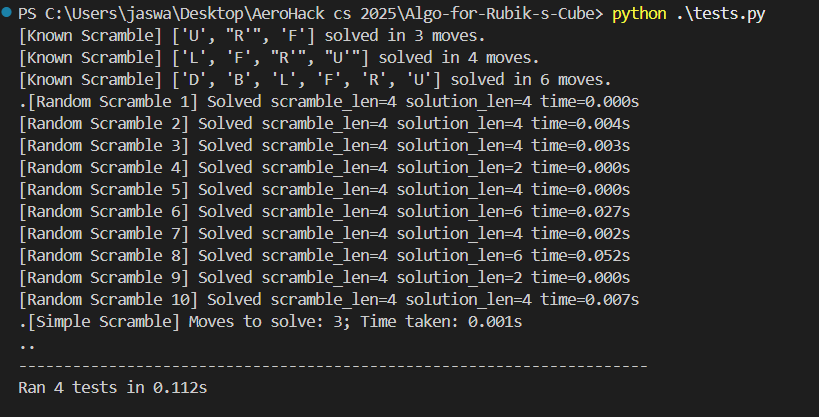 PS C:\Users\jaswa\Desktop\AeroHack cs 2025\Algo-for-Rubik-s-Cube> python .\tests.py
[Known Scramble] ['U', "R'", 'F'] solved in 3 moves.
[Known Scramble] ['L', 'F', "R'", "U'"] solved in 4 moves.
[Known Scramble] ['D', 'B', 'L', 'F', 'R', 'U'] solved in 6 moves.
.[Random Scramble 1] Solved scramble_len=4 solution_len=4 time=0.000s
[Random Scramble 2] Solved scramble_len=4 solution_len=4 time=0.004s
[Random Scramble 3] Solved scramble_len=4 solution_len=4 time=0.003s
[Random Scramble 4] Solved scramble_len=4 solution_len=2 time=0.000s
[Random Scramble 5] Solved scramble_len=4 solution_len=4 time=0.000s
[Random Scramble 6] Solved scramble_len=4 solution_len=6 time=0.027s
[Random Scramble 7] Solved scramble_len=4 solution_len=4 time=0.002s
[Random Scramble 8] Solved scramble_len=4 solution_len=6 time=0.052s
[Random Scramble 9] Solved scramble_len=4 solution_len=2 time=0.000s
[Random Scramble 10] Solved scramble_len=4 solution_len=4 time=0.007s
.[Simple Scramble] Moves to solve: 3; Time taken: 0.001s
..
----------------------------------------------------------------------
Ran 4 tests in 0.112s